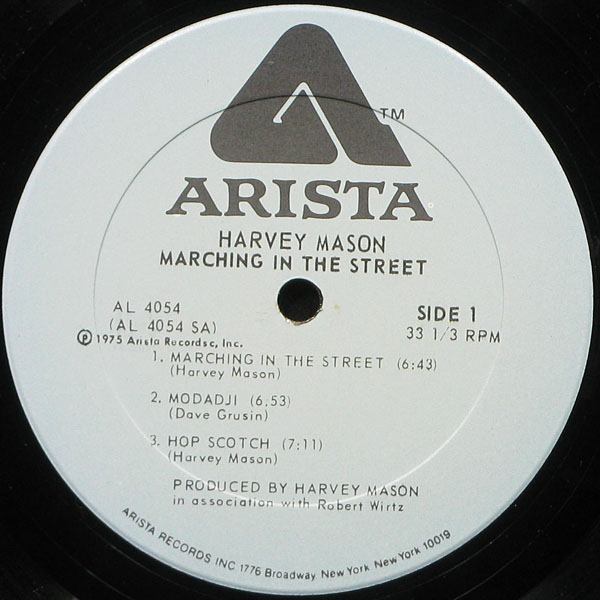 TM
ARISTA
HARVEY MASON
MARCHING IN THE STREET
AL 4054
(AL 4054 SA)
℗ 1975 Arista Recordsc, Inc.
SIDE 1
33 1/3 RPM
1. MARCHING IN THE STREET (6:43)
(Harvey Mason)
2. MODADJI (6:53)
(Dave Grusin)
3. HOP SCOTCH (7:11)
(Harvey Mason)
PRODUCED BY HARVEY MASON
in association with Robert Wirtz
ARISTA RECORDS INC 1776 Broadway, New York, New York 10019